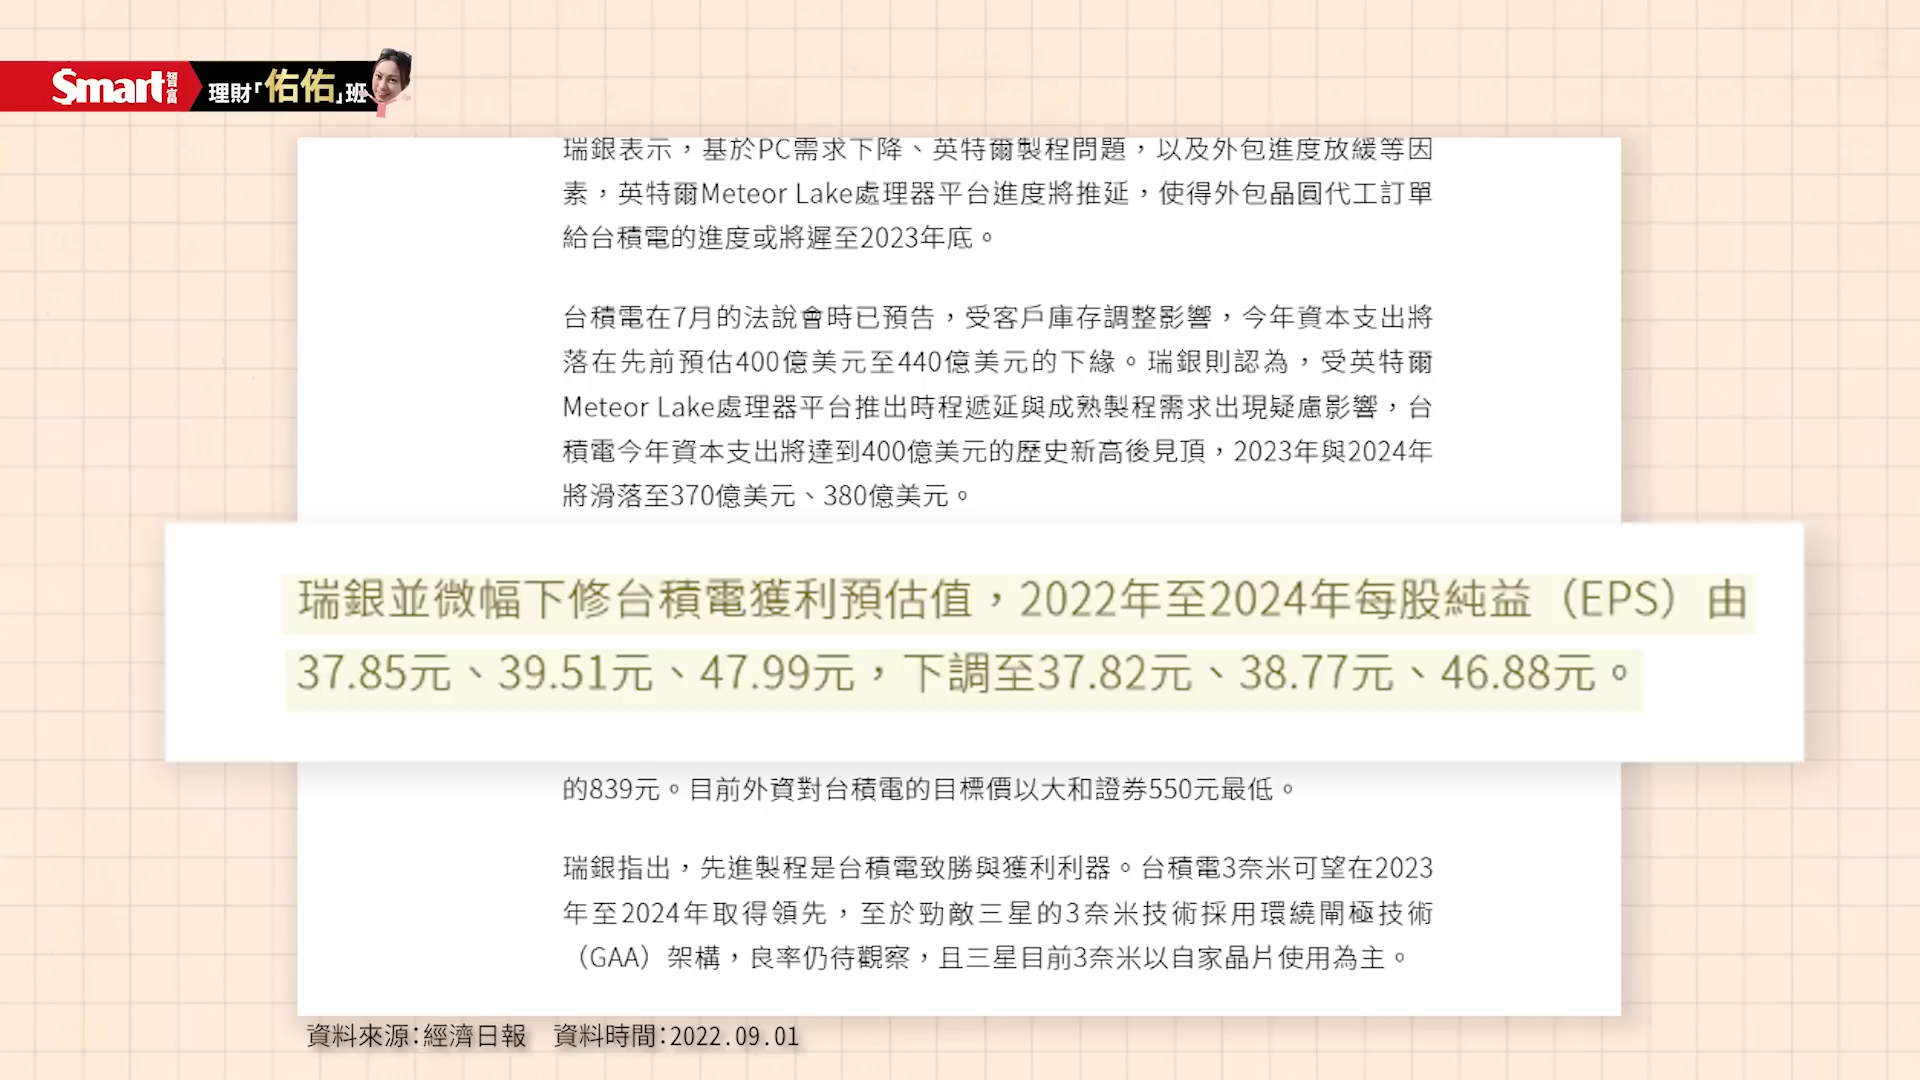 Smart智富
理財「佑佑」班
瑞銀表示，基於PC需求下降、英特爾製程問題，以及外包進度放緩等因
素，英特爾Meteor Lake處理器平台進度將推延，使得外包晶圓代工訂單
給台積電的進度或將遲至2023年底。
台積電在7月的法說會時已預告，受客戶庫存調整影響，今年資本支出將
落在先前預估400億美元至440億美元的下緣。瑞銀則認為，受英特爾
Meteor Lake處理器平台推出時程遞延與成熟製程需求出現疑慮影響，台
積電今年資本支出將達到400億美元的歷史新高後見頂，2023年與2024年
將滑落至370億美元、380億美元。
瑞銀並微幅下修台積電獲利預估值，2022年至2024年每股純益（EPS）由
37.85元、39.51元、47.99元，下調至37.82元、38.77元、46.88元。
的839元。目前外資對台積電的目標價以大和證券550元最低。
瑞銀指出，先進製程是台積電致勝與獲利利器。台積電3奈米可望在2023
年至2024年取得領先，至於勁敵三星的3奈米技術採用環繞閘極技術
（GAA）架構，良率仍待觀察，且三星目前3奈米以自家晶片使用為主。
資料來源：經濟日報　資料時間：2022.09.01